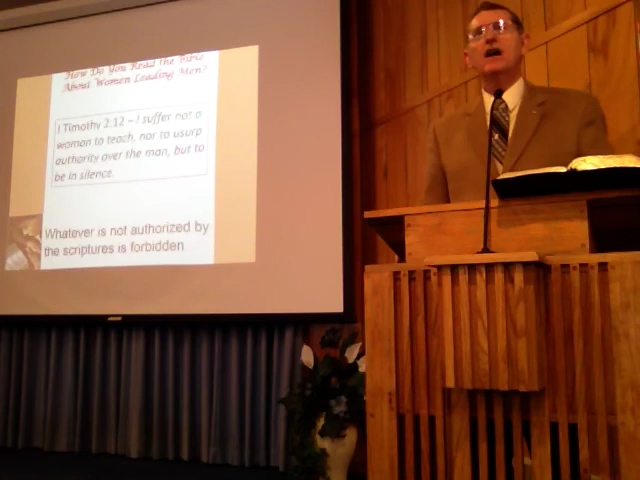 How Do You Read the Bible
About Women Leading Men?
I Timothy 2:12 – I suffer not a
woman to teach, nor to usurp
authority over the man, but to
be in silence.
Whatever is not authorized by
the scriptures is forbidden